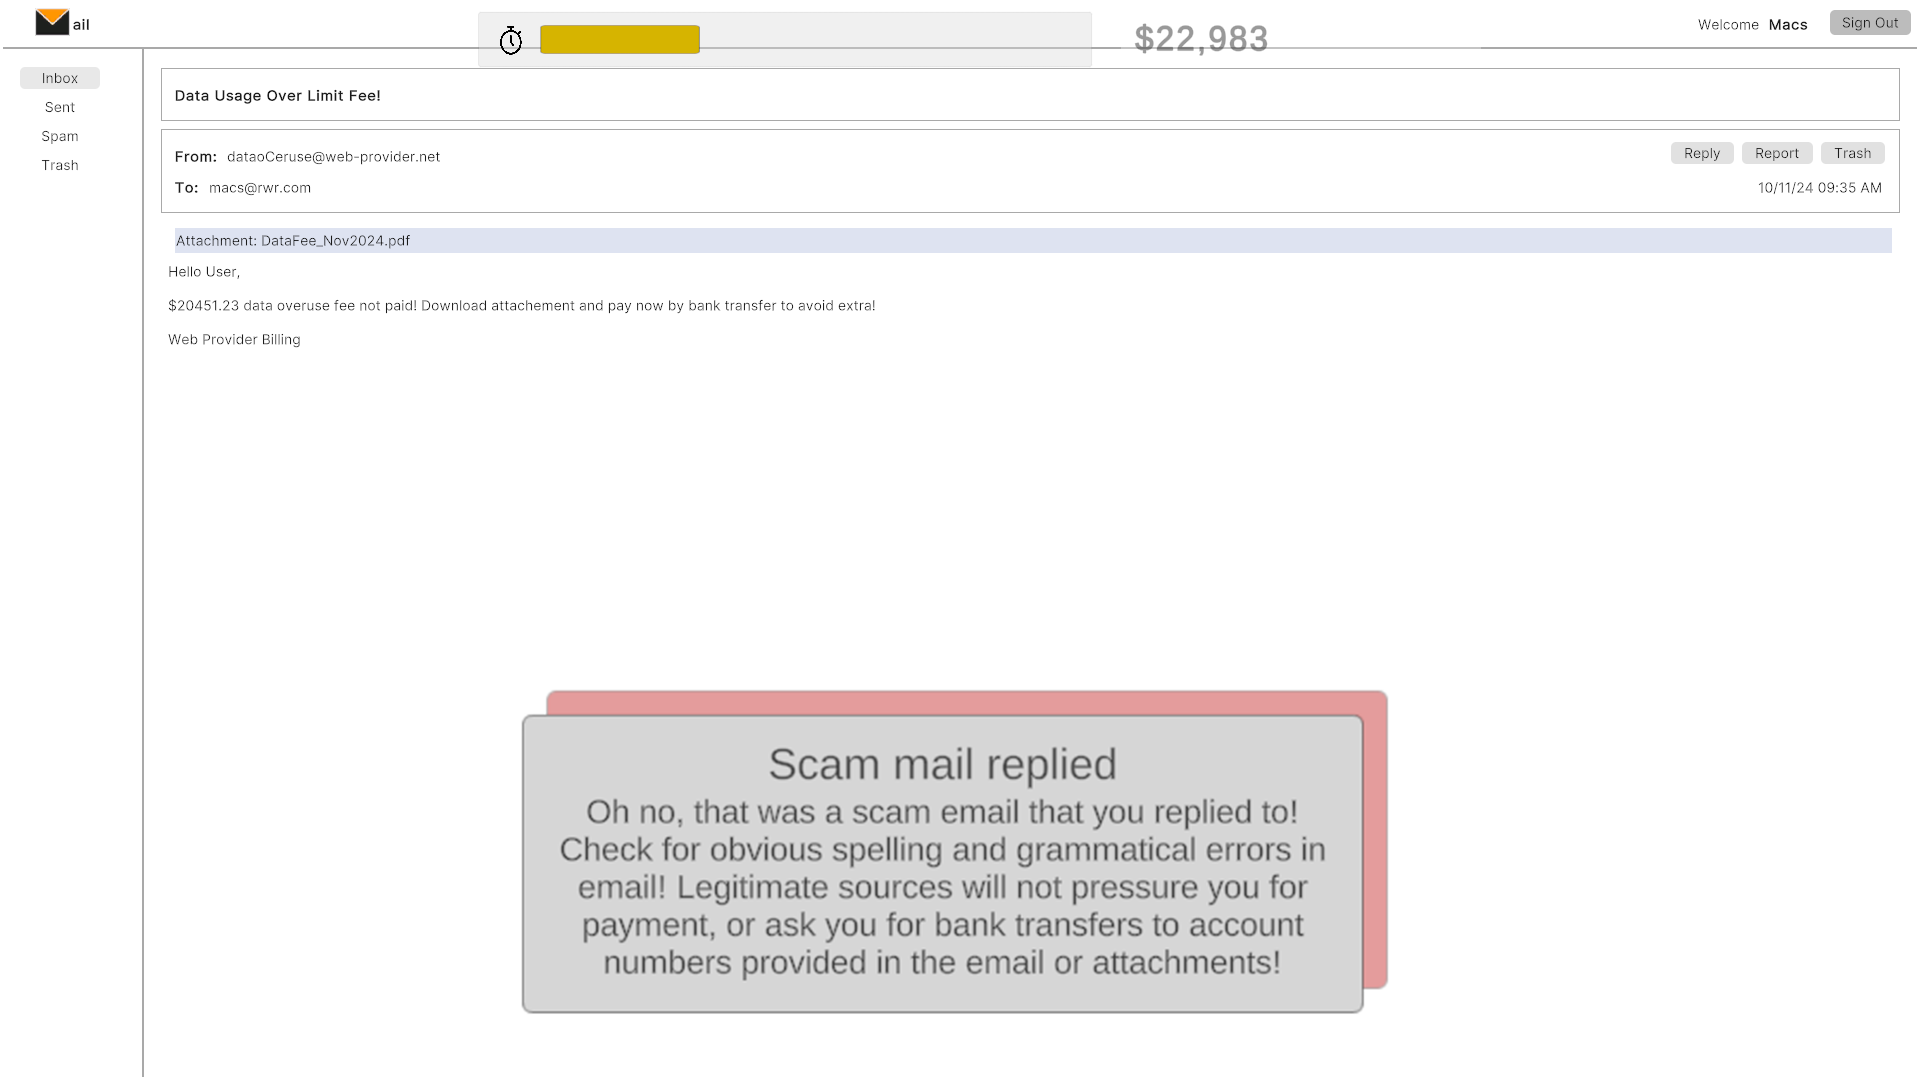 ail
$22,983
Welcome Macs
Sign Out
Inbox
Sent
Spam
Trash
Data Usage Over Limit Fee!
From: dataoCeruse@web-provider.net
Reply
Report
Trash
To: macs@rwr.com
10/11/24 09:35 AM
Attachment: DataFee_Nov2024.pdf
Hello User,
$20451.23 data overuse fee not paid! Download attachement and pay now by bank transfer to avoid extra!
Web Provider Billing
Scam mail replied
Oh no, that was a scam email that you replied to!
Check for obvious spelling and grammatical errors in
email! Legitimate sources will not pressure you for
payment, or ask you for bank transfers to account
numbers provided in the email or attachments!